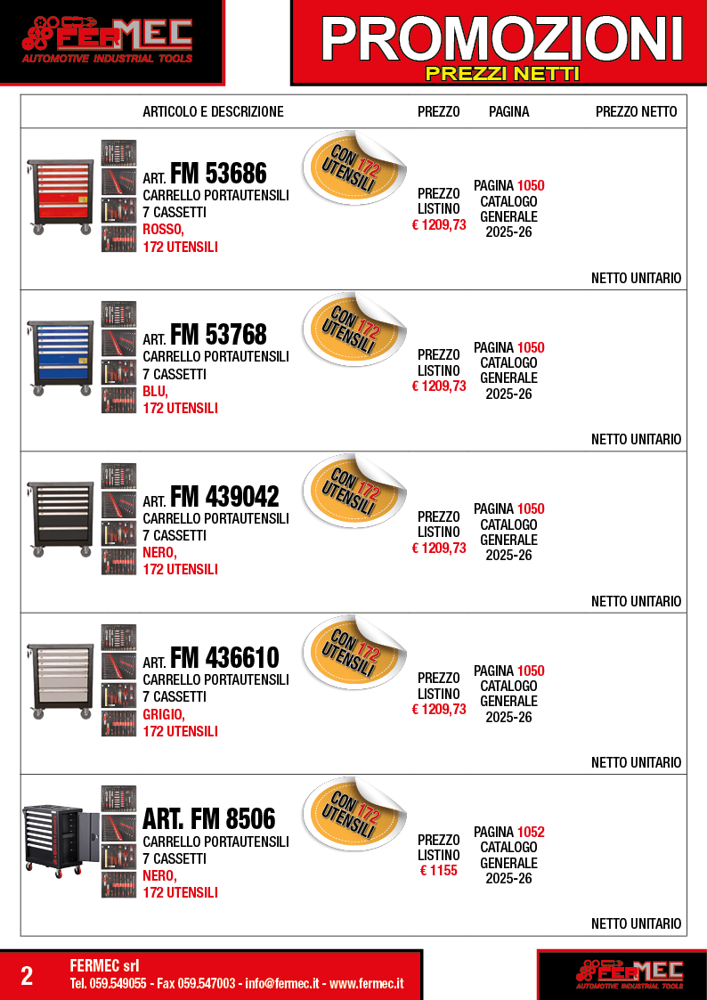 FERMEC
AUTOMOTIVE INDUSTRIAL TOOLS
PROMOZIONI
PREZZI NETTI
ARTICOLO E DESCRIZIONE PREZZO PAGINA PREZZO NETTO
ART. FM 53686
CARRELLO PORTAUTENSILI
7 CASSETTI
ROSSO,
172 UTENSILI
CON 172
UTENSILI
PREZZO
LISTINO
€ 1209,73
PAGINA 1050
CATALOGO
GENERALE
2025-26
NETTO UNITARIO
ART. FM 53768
CARRELLO PORTAUTENSILI
7 CASSETTI
BLU,
172 UTENSILI
CON 172
UTENSILI
PREZZO
LISTINO
€ 1209,73
PAGINA 1050
CATALOGO
GENERALE
2025-26
NETTO UNITARIO
ART. FM 439042
CARRELLO PORTAUTENSILI
7 CASSETTI
NERO,
172 UTENSILI
CON 172
UTENSILI
PREZZO
LISTINO
€ 1209,73
PAGINA 1050
CATALOGO
GENERALE
2025-26
NETTO UNITARIO
ART. FM 436610
CARRELLO PORTAUTENSILI
7 CASSETTI
GRIGIO,
172 UTENSILI
CON 172
UTENSILI
PREZZO
LISTINO
€ 1209,73
PAGINA 1050
CATALOGO
GENERALE
2025-26
NETTO UNITARIO
ART. FM 8506
CARRELLO PORTAUTENSILI
7 CASSETTI
NERO,
172 UTENSILI
CON 172
UTENSILI
PREZZO
LISTINO
€ 1155
PAGINA 1052
CATALOGO
GENERALE
2025-26
NETTO UNITARIO
2
FERMEC srl
Tel. 059.549055 - Fax 059.547003 - info@fermec.it - www.fermec.it
FERMEC
AUTOMOTIVE INDUSTRIAL TOOLS